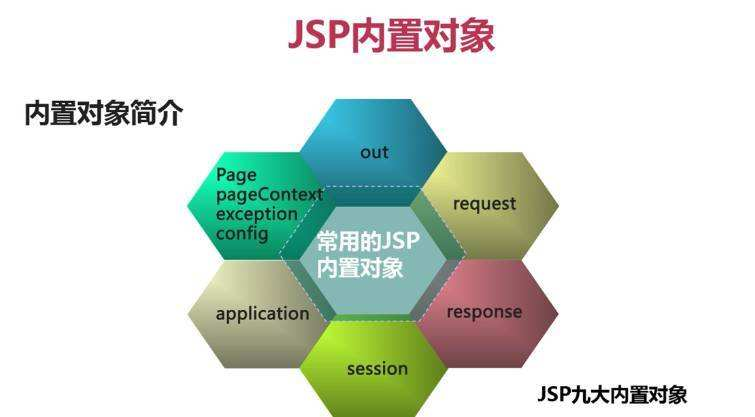 JSP内置对象
内置对象简介
out
Page
pageContext
exception
config
request
常用的JSP
内置对象
application
response
session
JSP九大内置对象